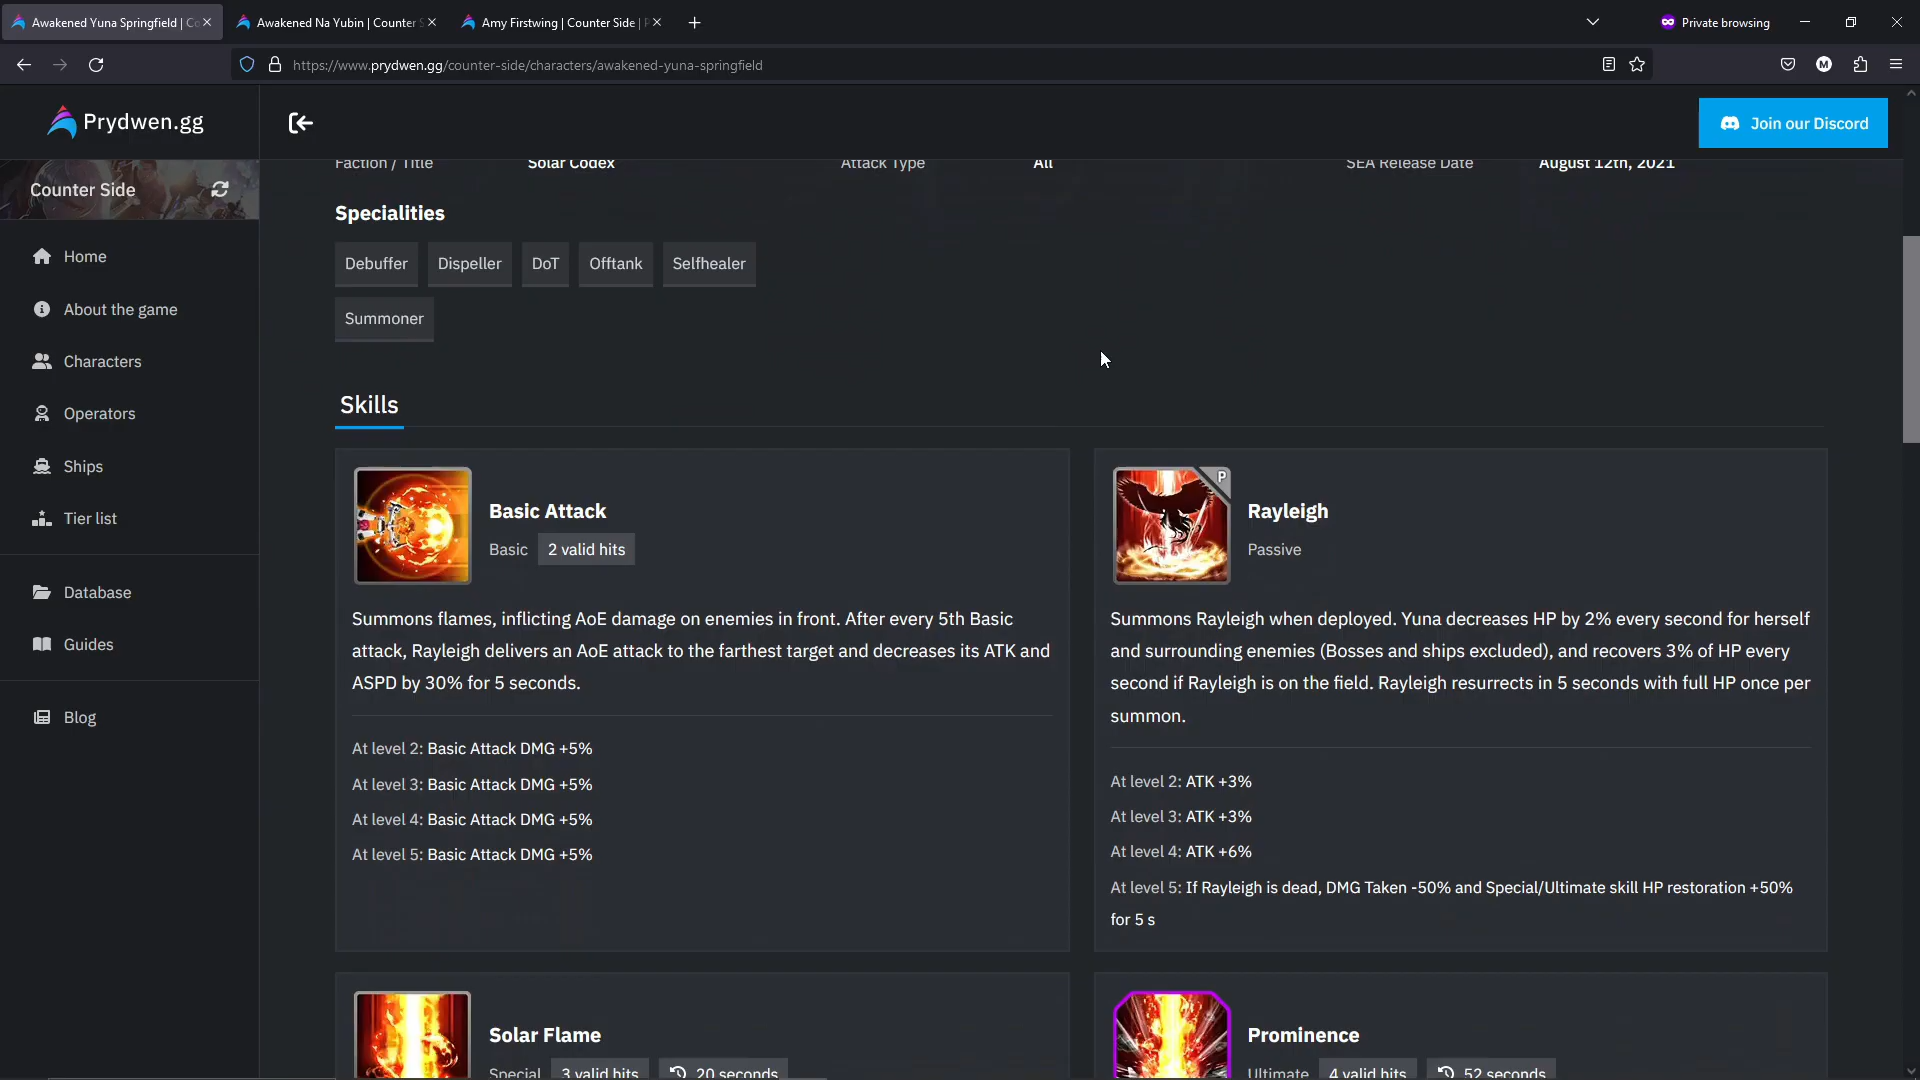 Awakened Yuna Springfield | Co
Awakened Na Yubin | Counter S
Amy Firstwing | Counter Side | P
Private browsing
https://www.prydwen.gg/counter-side/characters/awakened-yuna-springfield
M
Prydwen.gg
Join our Discord
Counter Side
Home
About the game
Characters
Operators
Ships
Tier list
Database
Guides
Blog
Faction / Title
Solar Codex
Attack Type
All
SEA Release Date
August 12th, 2021
Specialities
Debuffer
Dispeller
DoT
Offtank
Selfhealer
Summoner
Skills
Basic Attack
Basic
2 valid hits
Summons flames, inflicting AoE damage on enemies in front. After every 5th Basic
attack, Rayleigh delivers an AoE attack to the farthest target and decreases its ATK and
ASPD by 30% for 5 seconds.
At level 2: Basic Attack DMG +5%
At level 3: Basic Attack DMG +5%
At level 4: Basic Attack DMG +5%
At level 5: Basic Attack DMG +5%
P
Rayleigh
Passive
Summons Rayleigh when deployed. Yuna decreases HP by 2% every second for herself
and surrounding enemies (Bosses and ships excluded), and recovers 3% of HP every
second if Rayleigh is on the field. Rayleigh resurrects in 5 seconds with full HP once per
summon.
At level 2: ATK +3%
At level 3: ATK +3%
At level 4: ATK +6%
At level 5: If Rayleigh is dead, DMG Taken -50% and Special/Ultimate skill HP restoration +50%
for 5 s
Solar Flame
Special
3 valid hits
20 seconds
Prominence
Ultimate
4 valid hits
52 seconds